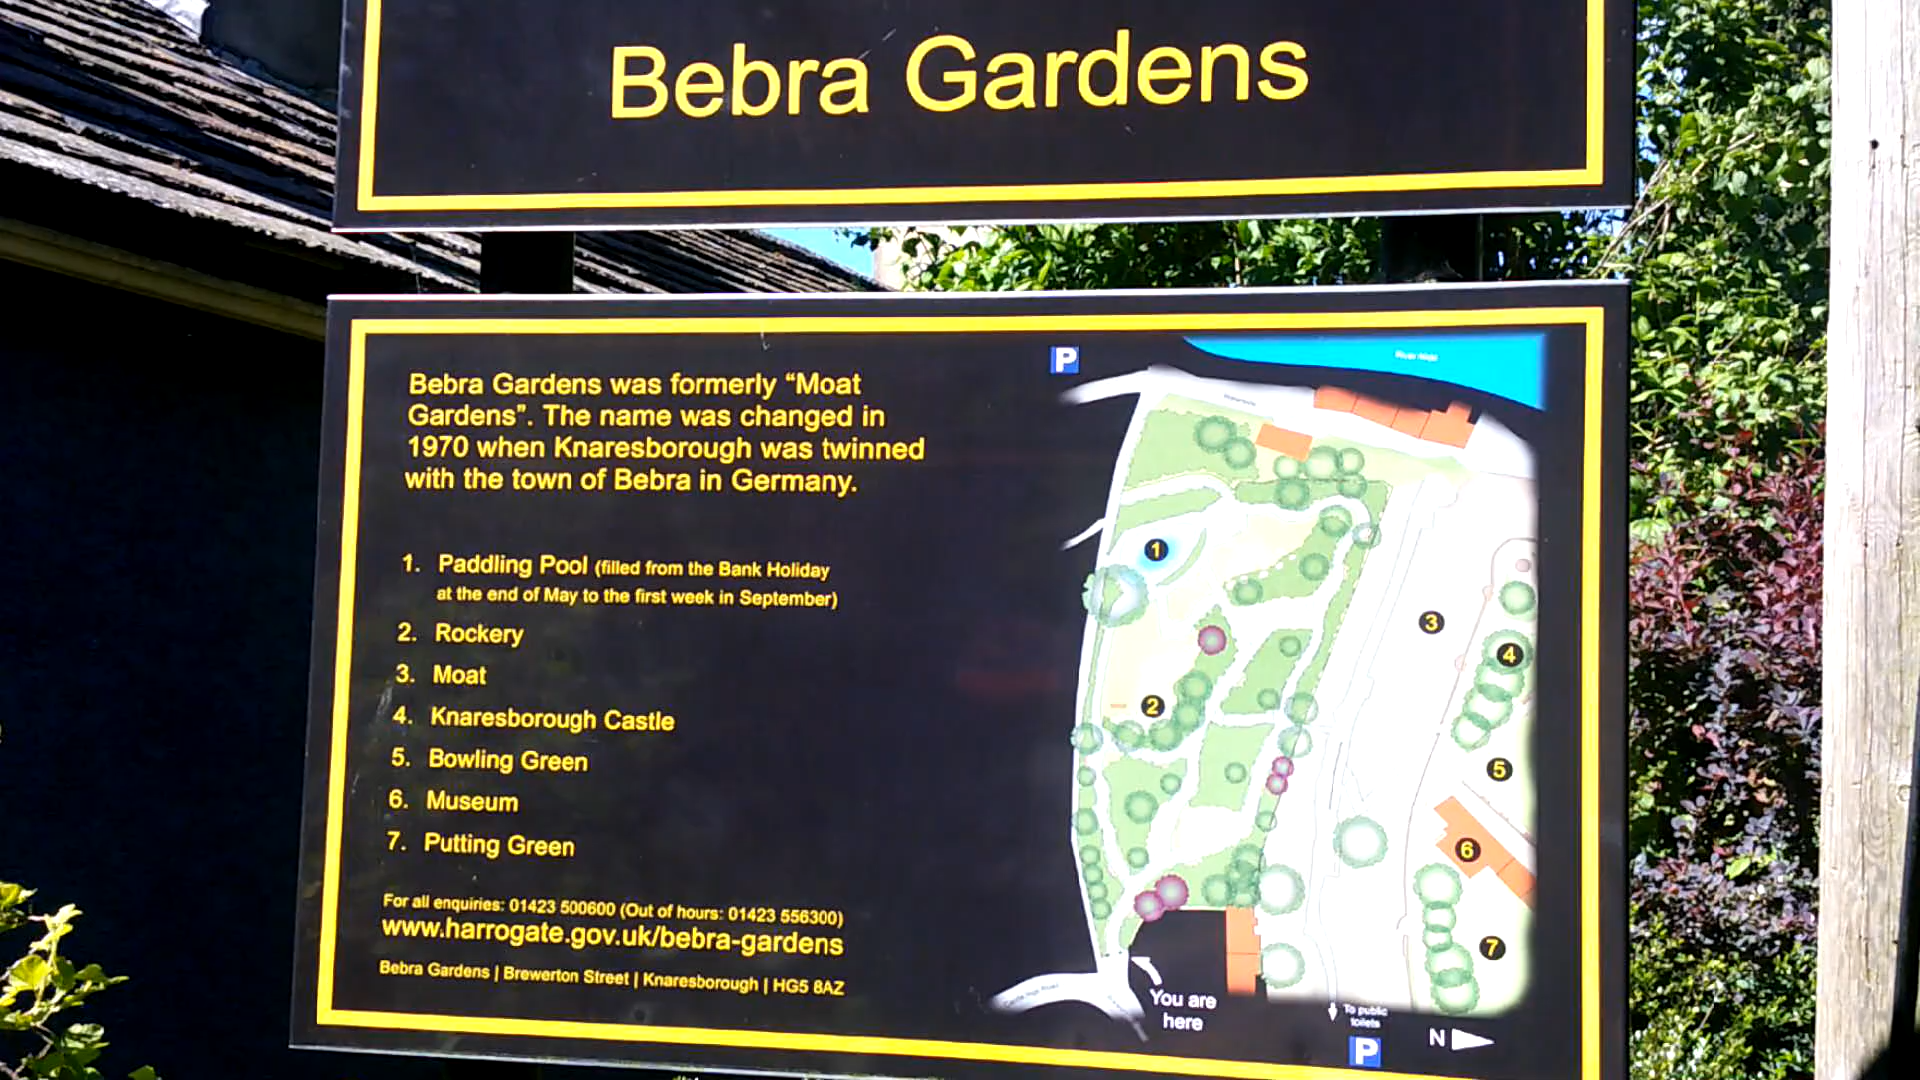 Bebra Gardens
Bebra Gardens was formerly “Moat
Gardens”. The name was changed in
1970 when Knaresborough was twinned
with the town of Bebra in Germany.
1. Paddling Pool (filled from the Bank Holiday
at the end of May to the first week in September)
2. Rockery
3. Moat
4. Knaresborough Castle
5. Bowling Green
6. Museum
7. Putting Green
For all enquiries: 01423 500600 (Out of hours: 01423 556300)
www.harrogate.gov.uk/bebra-gardens
Bebra Gardens | Brewerton Street | Knaresborough | HG5 8AZ
P
River Nidd
1
3
4
2
5
6
7
You are
here
To public
toilets
N
P